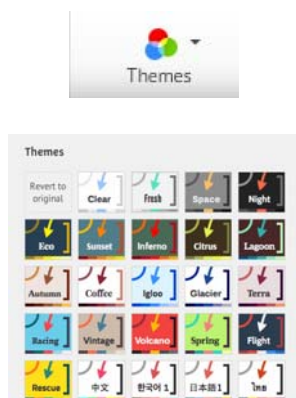 Themes
Themes
Revert to
original
Clear
Fresh
Space
Night
Eco
Sunset
Inferno
Citrus
Lagoon
Autumn
Coffee
Igloo
Glacier
Terra
Racing
Vintage
Volcano
Spring
Flight
Rescue
中文
한국어 1
日本語1
ไทย